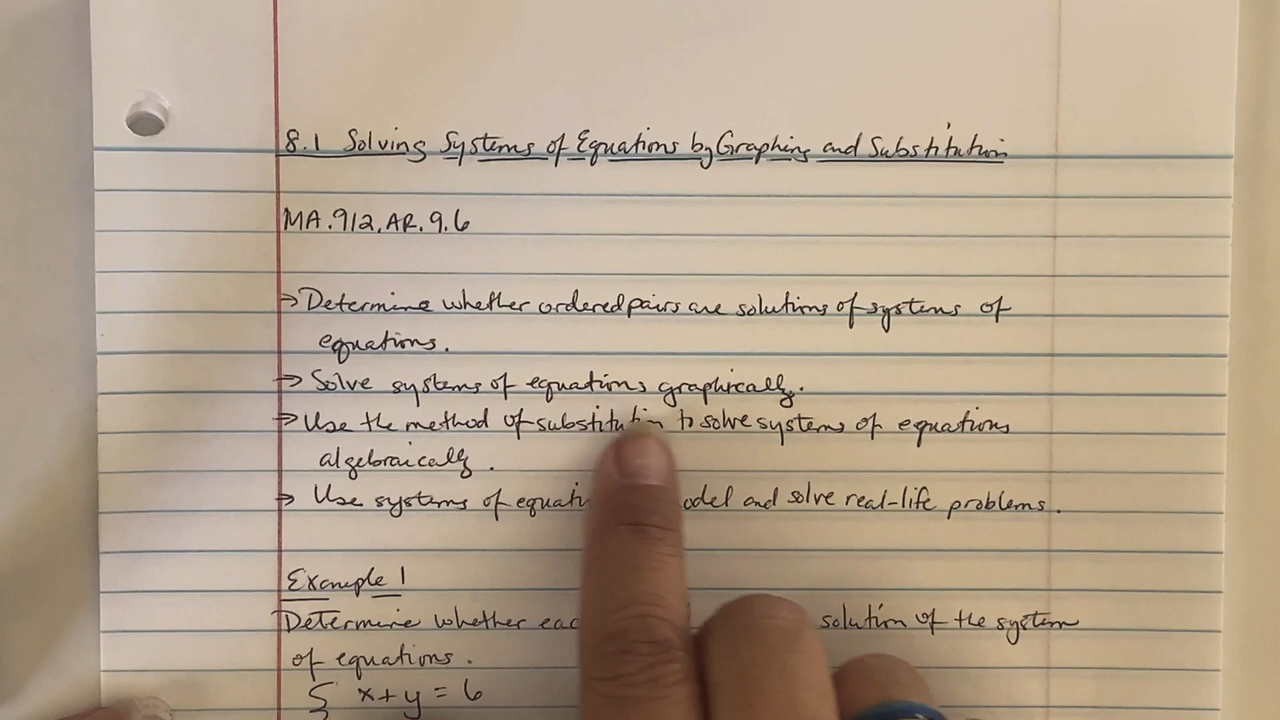 8.1 Solving Systems of Equations by Graphing and Substitution
MA.912.AR.9.6
→ Determine whether ordered pairs are solutions of systems of
equations.
→ Solve systems of equations graphically.
→ Use the method of substitution to solve systems of equations
algebraically.
→ Use systems of and solve real-life problems.
Example 1
Determine whether solution of the system
of equations.
{ x + y = 6